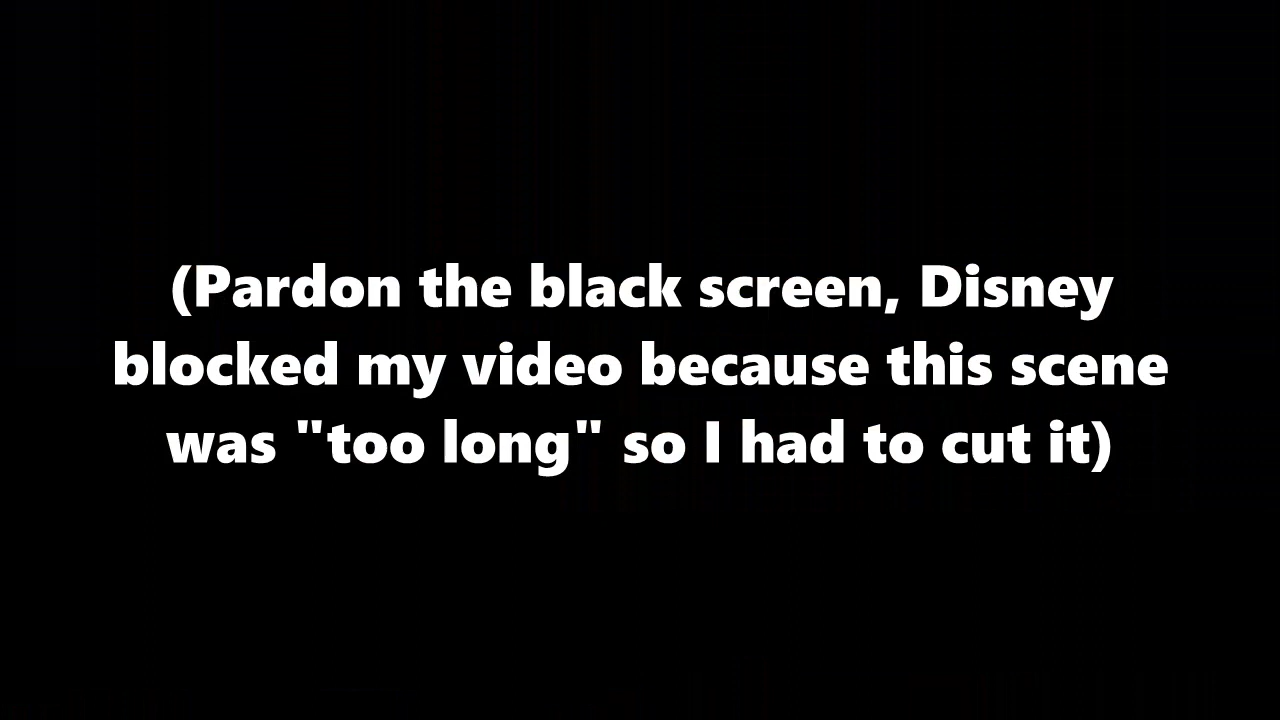 (Pardon the black screen, Disney
blocked my video because this scene
was "too long" so I had to cut it)